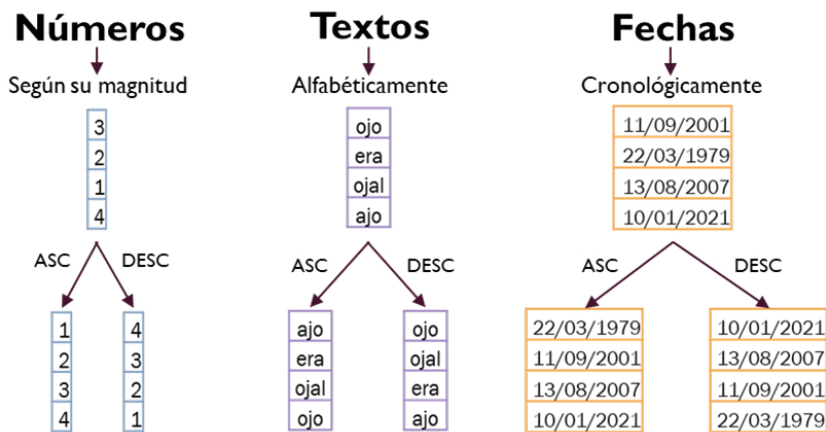 Números
Según su magnitud
3
2
1
4
ASC
DESC
1
2
3
4
4
3
2
1
Textos
Alfabéticamente
ojo
era
ojal
ajo
ASC
DESC
ajo
era
ojal
ojo
ojo
ojal
era
ajo
Fechas
Cronológicamente
11/09/2001
22/03/1979
13/08/2007
10/01/2021
ASC
DESC
22/03/1979
11/09/2001
13/08/2007
10/01/2021
10/01/2021
13/08/2007
11/09/2001
22/03/1979